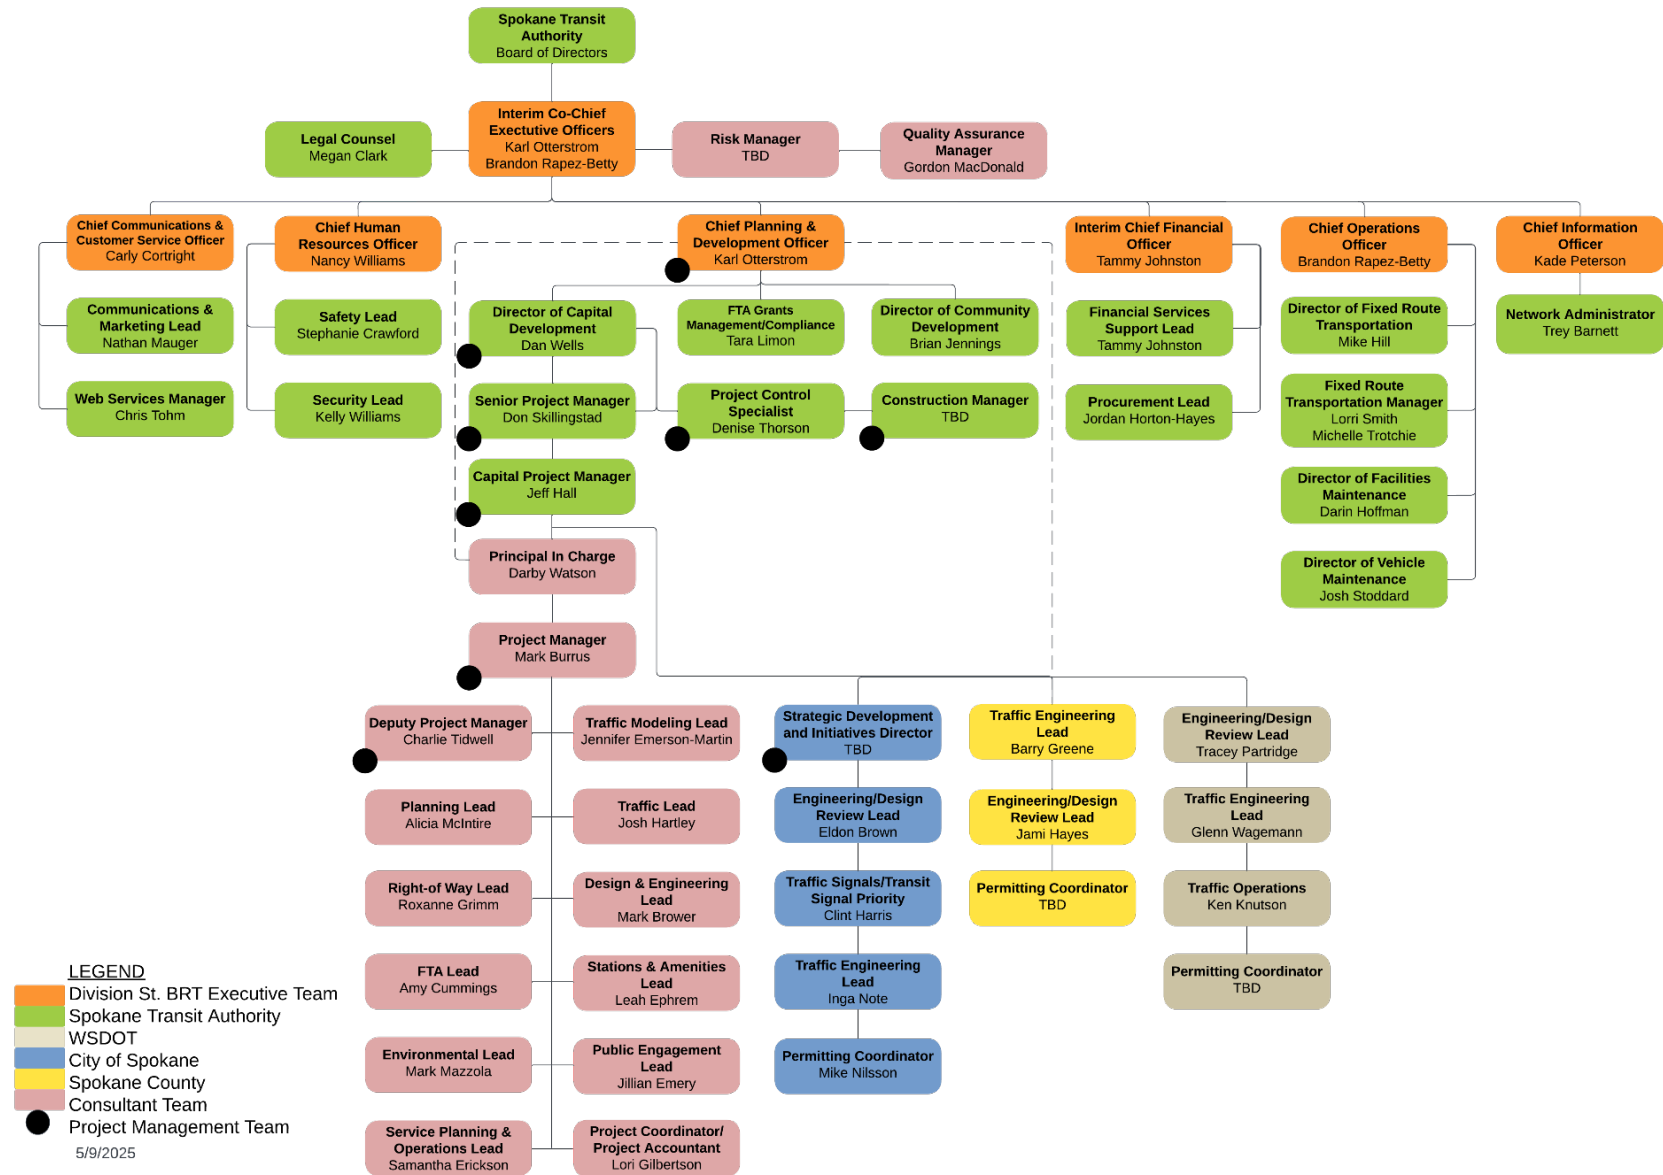 Spokane Transit
Authority
Board of Directors
Interim Co-Chief
Exectutive Officers
Karl Otterstrom
Brandon Rapez-Betty
Legal Counsel
Megan Clark
Risk Manager
TBD
Quality Assurance
Manager
Gordon MacDonald
Chief Communications &
Customer Service Officer
Carly Cortright
Chief Human
Resources Officer
Nancy Williams
Chief Planning &
Development Officer
Karl Otterstrom
Interim Chief Financial
Officer
Tammy Johnston
Chief Operations
Officer
Brandon Rapez-Betty
Chief Information
Officer
Kade Peterson
Communications &
Marketing Lead
Nathan Mauger
Safety Lead
Stephanie Crawford
Director of Capital
Development
Dan Wells
FTA Grants
Management/Compliance
Tara Limon
Director of Community
Development
Brian Jennings
Financial Services
Support Lead
Tammy Johnston
Director of Fixed Route
Transportation
Mike Hill
Network Administrator
Trey Barnett
Web Services Manager
Chris Tohm
Security Lead
Kelly Williams
Senior Project Manager
Don Skillingstad
Project Control
Specialist
Denise Thorson
Construction Manager
TBD
Procurement Lead
Jordan Horton-Hayes
Fixed Route
Transportation Manager
Lorri Smith
Michelle Trotchie
Capital Project Manager
Jeff Hall
Director of Facilities
Maintenance
Darin Hoffman
Principal In Charge
Darby Watson
Director of Vehicle
Maintenance
Josh Stoddard
Project Manager
Mark Burrus
Deputy Project Manager
Charlie Tidwell
Traffic Modeling Lead
Jennifer Emerson-Martin
Strategic Development
and Initiatives Director
TBD
Traffic Engineering
Lead
Barry Greene
Engineering/Design
Review Lead
Tracey Partridge
Planning Lead
Alicia McIntire
Traffic Lead
Josh Hartley
Engineering/Design
Review Lead
Eldon Brown
Engineering/Design
Review Lead
Jami Hayes
Traffic Engineering
Lead
Glenn Wagemann
Right-of Way Lead
Roxanne Grimm
Design & Engineering
Lead
Mark Brower
Traffic Signals/Transit
Signal Priority
Clint Harris
Permitting Coordinator
TBD
Traffic Operations
Ken Knutson
FTA Lead
Amy Cummings
Stations & Amenities
Lead
Leah Ephrem
Traffic Engineering
Lead
Inga Note
Permitting Coordinator
TBD
Environmental Lead
Mark Mazzola
Public Engagement
Lead
Jillian Emery
Permitting Coordinator
Mike Nilsson
Service Planning &
Operations Lead
Samantha Erickson
Project Coordinator/
Project Accountant
Lori Gilbertson
LEGEND
Division St. BRT Executive Team
Spokane Transit Authority
WSDOT
City of Spokane
Spokane County
Consultant Team
Project Management Team
5/9/2025